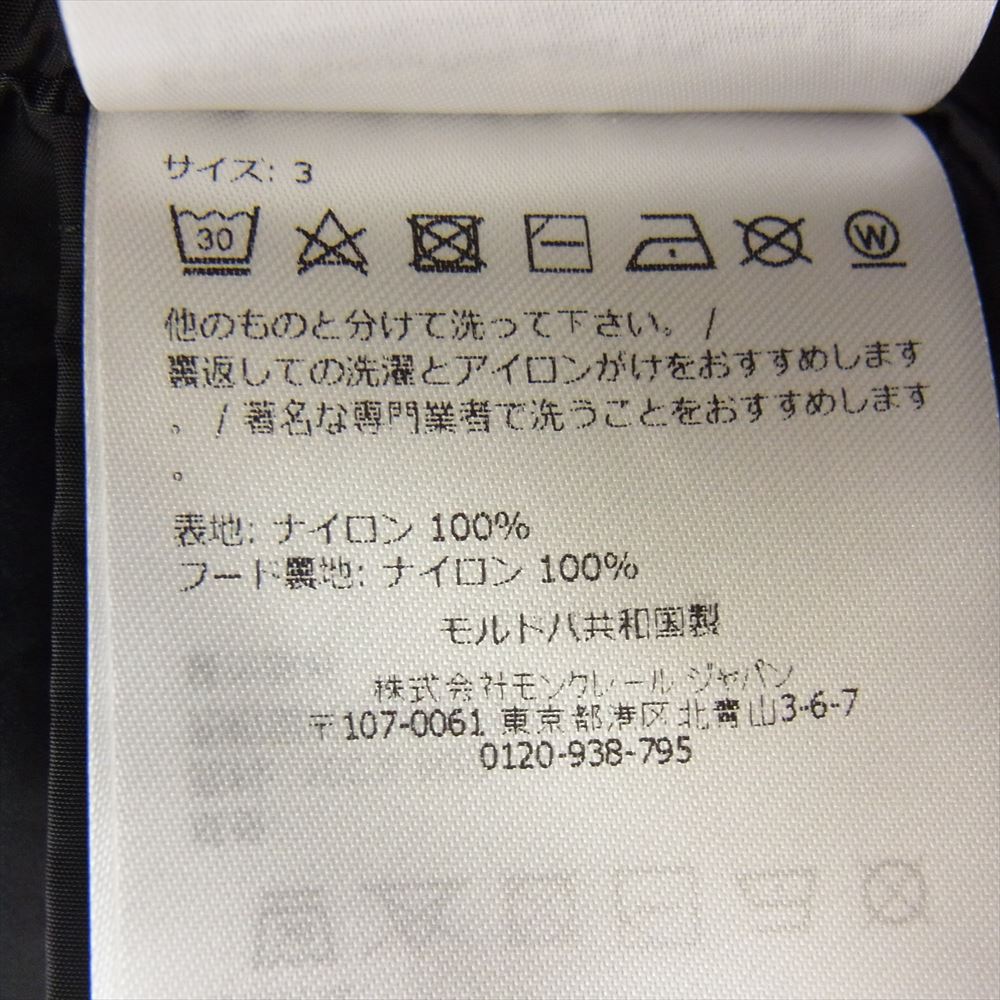 サイズ: 3
30 W
他のものと分けて洗って下さい。 /
裏返しての洗濯とアイロンがけをおすすめします
。 / 著名な専門業者で洗うことをおすすめします
。
表地: ナイロン 100%
フード裏地: ナイロン 100%
モルドバ共和国製
株式会社モンクレール ジャパン
〒107-0061 東京都港区北青山3-6-7
0120-938-795